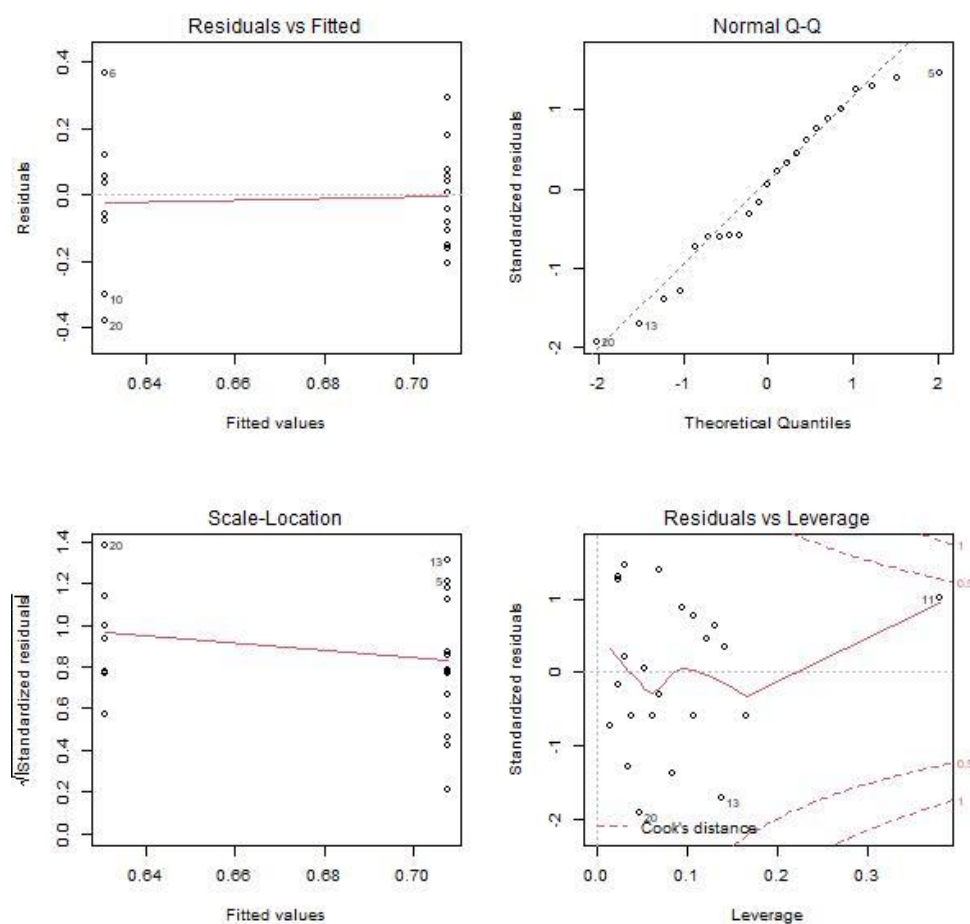 Residuals vs Fitted
Residuals
0.4
0.2
0.0
-0.2
-0.4
6
10
20
0.64 0.66 0.68 0.70
Fitted values
Normal Q-Q
Standardized residuals
1
0
-1
-2
5
13
20
-2 -1 0 1 2
Theoretical Quantiles
Scale-Location
√|Standardized residuals|
1.4
1.2
1.0
0.8
0.6
0.4
0.2
0.0
20
13
5
0.64 0.66 0.68 0.70
Fitted values
Residuals vs Leverage
Standardized residuals
1
0
-1
-2
1
0.5
11
0.5
1
13
20
Cook's distance
0.0 0.1 0.2 0.3
Leverage